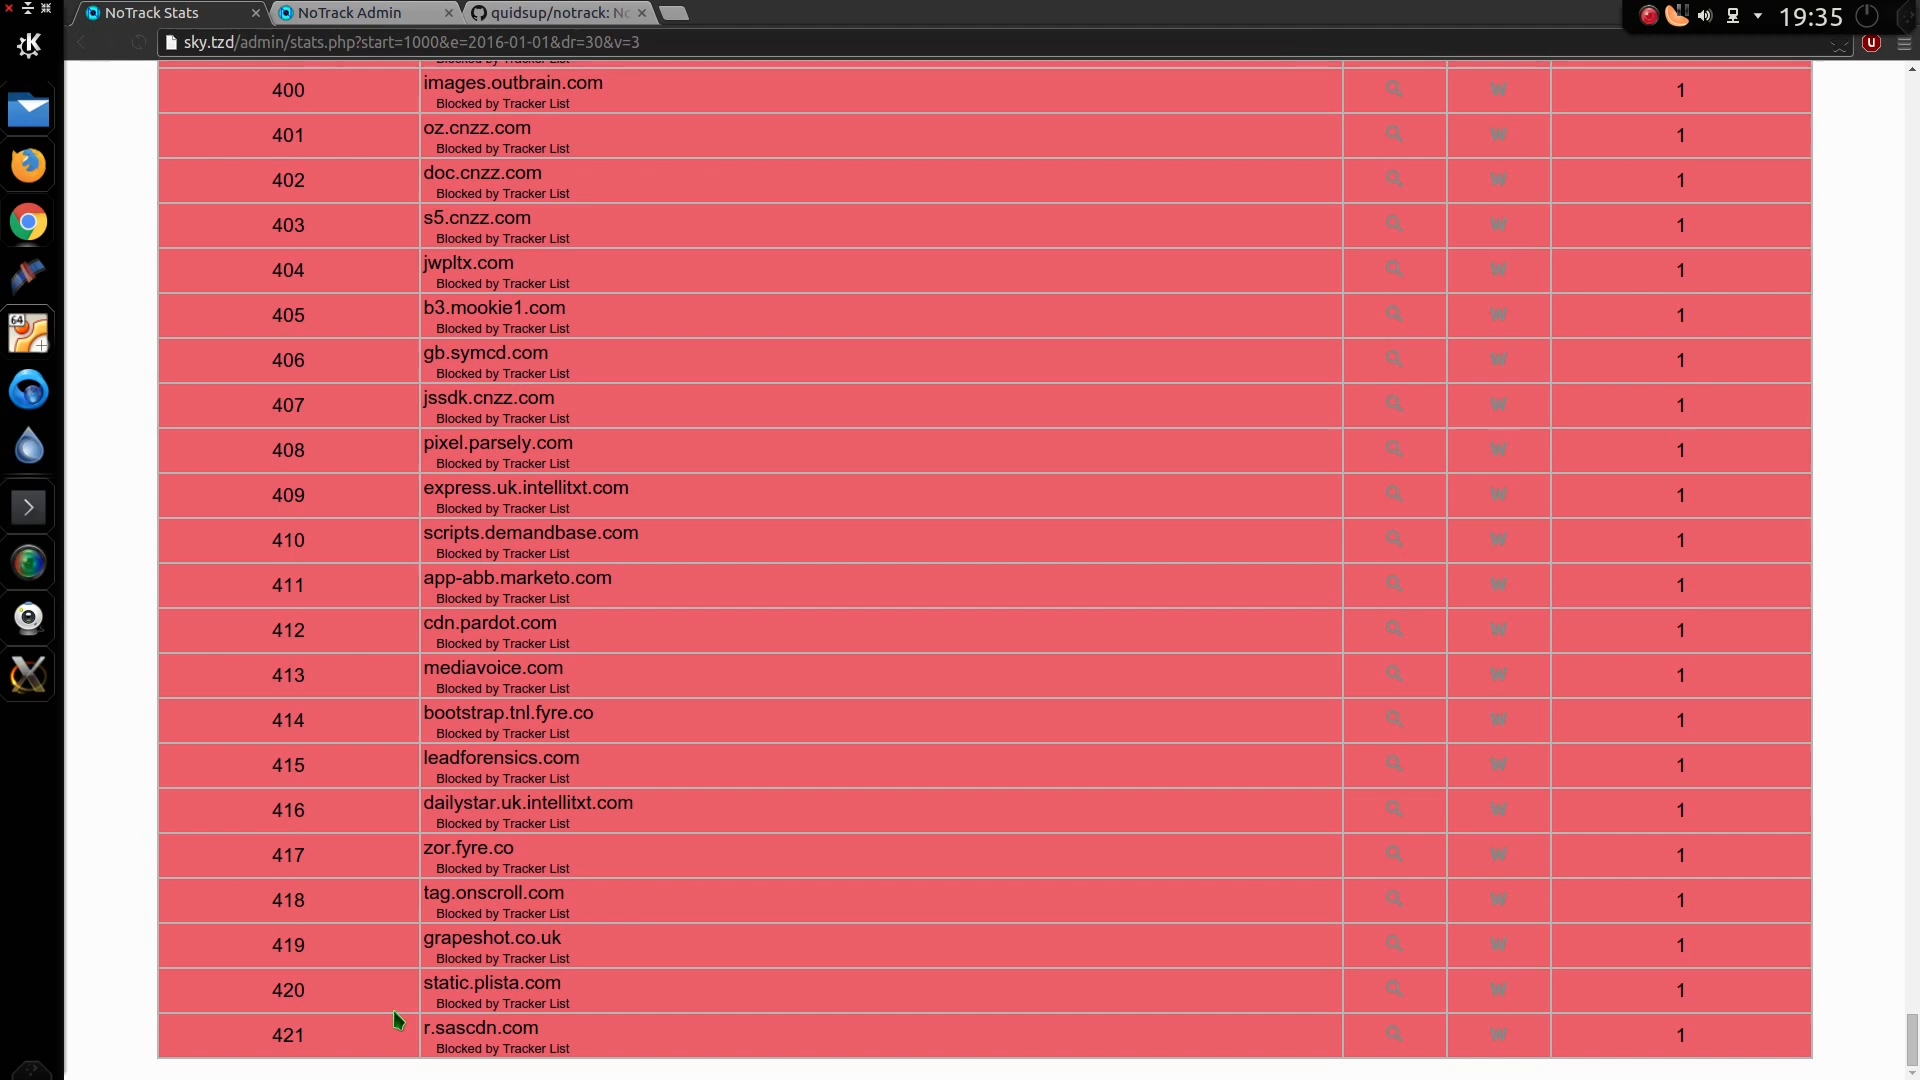 NoTrack Stats
NoTrack Admin
quidsup/notrack: No
19:35
sky.tzd/admin/stats.php?start=1000&e=2016-01-01&dr=30&v=3
Blocked by Tracker List
400 images.outbrain.com W 1
Blocked by Tracker List
401 oz.cnzz.com W 1
Blocked by Tracker List
402 doc.cnzz.com W 1
Blocked by Tracker List
403 s5.cnzz.com W 1
Blocked by Tracker List
404 jwpltx.com W 1
Blocked by Tracker List
405 b3.mookie1.com W 1
Blocked by Tracker List
406 gb.symcd.com W 1
Blocked by Tracker List
407 jssdk.cnzz.com W 1
Blocked by Tracker List
408 pixel.parsely.com W 1
Blocked by Tracker List
409 express.uk.intellitxt.com W 1
Blocked by Tracker List
410 scripts.demandbase.com W 1
Blocked by Tracker List
411 app-abb.marketo.com W 1
Blocked by Tracker List
412 cdn.pardot.com W 1
Blocked by Tracker List
413 mediavoice.com W 1
Blocked by Tracker List
414 bootstrap.tnl.fyre.co W 1
Blocked by Tracker List
415 leadforensics.com W 1
Blocked by Tracker List
416 dailystar.uk.intellitxt.com W 1
Blocked by Tracker List
417 zor.fyre.co W 1
Blocked by Tracker List
418 tag.onscroll.com W 1
Blocked by Tracker List
419 grapeshot.co.uk W 1
Blocked by Tracker List
420 static.plista.com W 1
Blocked by Tracker List
421 r.sascdn.com W 1
Blocked by Tracker List
64